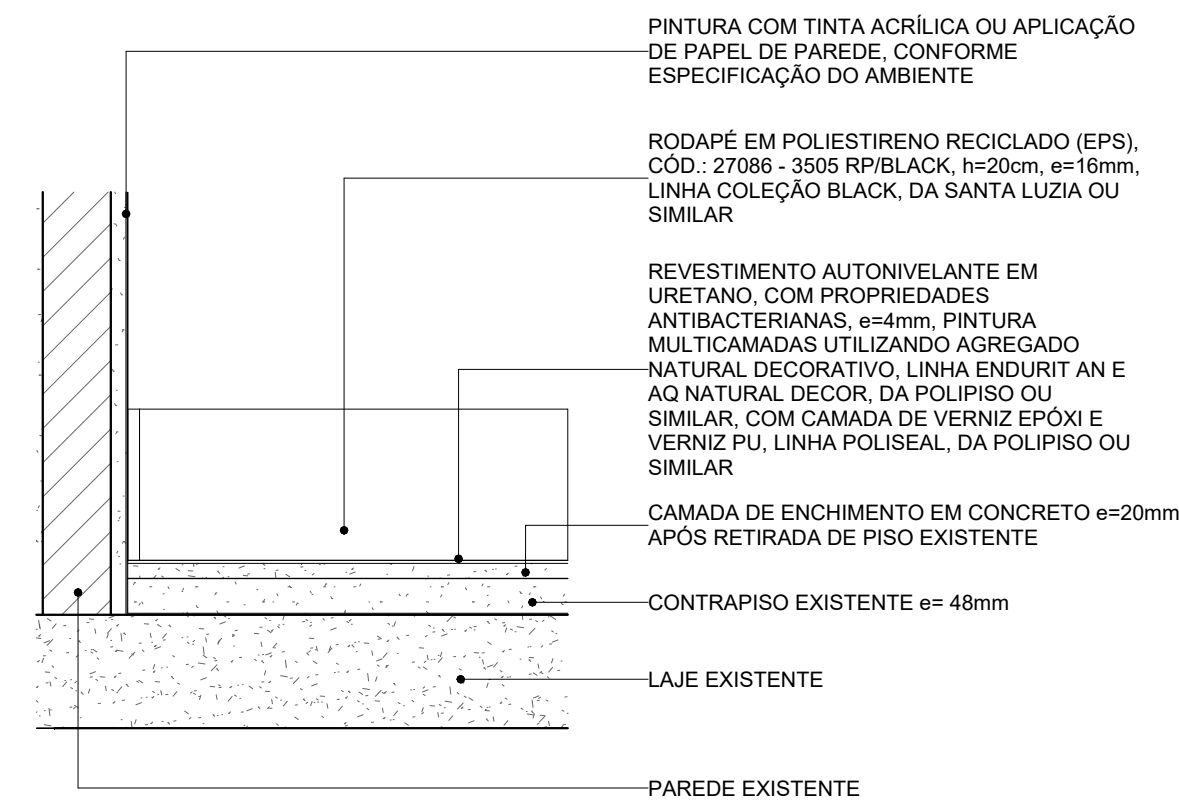 PINTURA COM TINTA ACRÍLICA OU APLICAÇÃO
DE PAPEL DE PAREDE, CONFORME
ESPECIFICAÇÃO DO AMBIENTE
RODAPÉ EM POLIESTIRENO RECICLADO (EPS),
CÓD.: 27086 - 3505 RP/BLACK, h=20cm, e=16mm,
LINHA COLEÇÃO BLACK, DA SANTA LUZIA OU
SIMILAR
REVESTIMENTO AUTONIVELANTE EM
URETANO, COM PROPRIEDADES
ANTIBACTERIANAS, e=4mm, PINTURA
MULTICAMADAS UTILIZANDO AGREGADO
NATURAL DECORATIVO, LINHA ENDURIT AN E
AQ NATURAL DECOR, DA POLIPISO OU
SIMILAR, COM CAMADA DE VERNIZ EPÓXI E
VERNIZ PU, LINHA POLISEAL, DA POLIPISO OU
SIMILAR
CAMADA DE ENCHIMENTO EM CONCRETO e=20mm
APÓS RETIRADA DE PISO EXISTENTE
CONTRAPISO EXISTENTE e= 48mm
LAJE EXISTENTE
PAREDE EXISTENTE